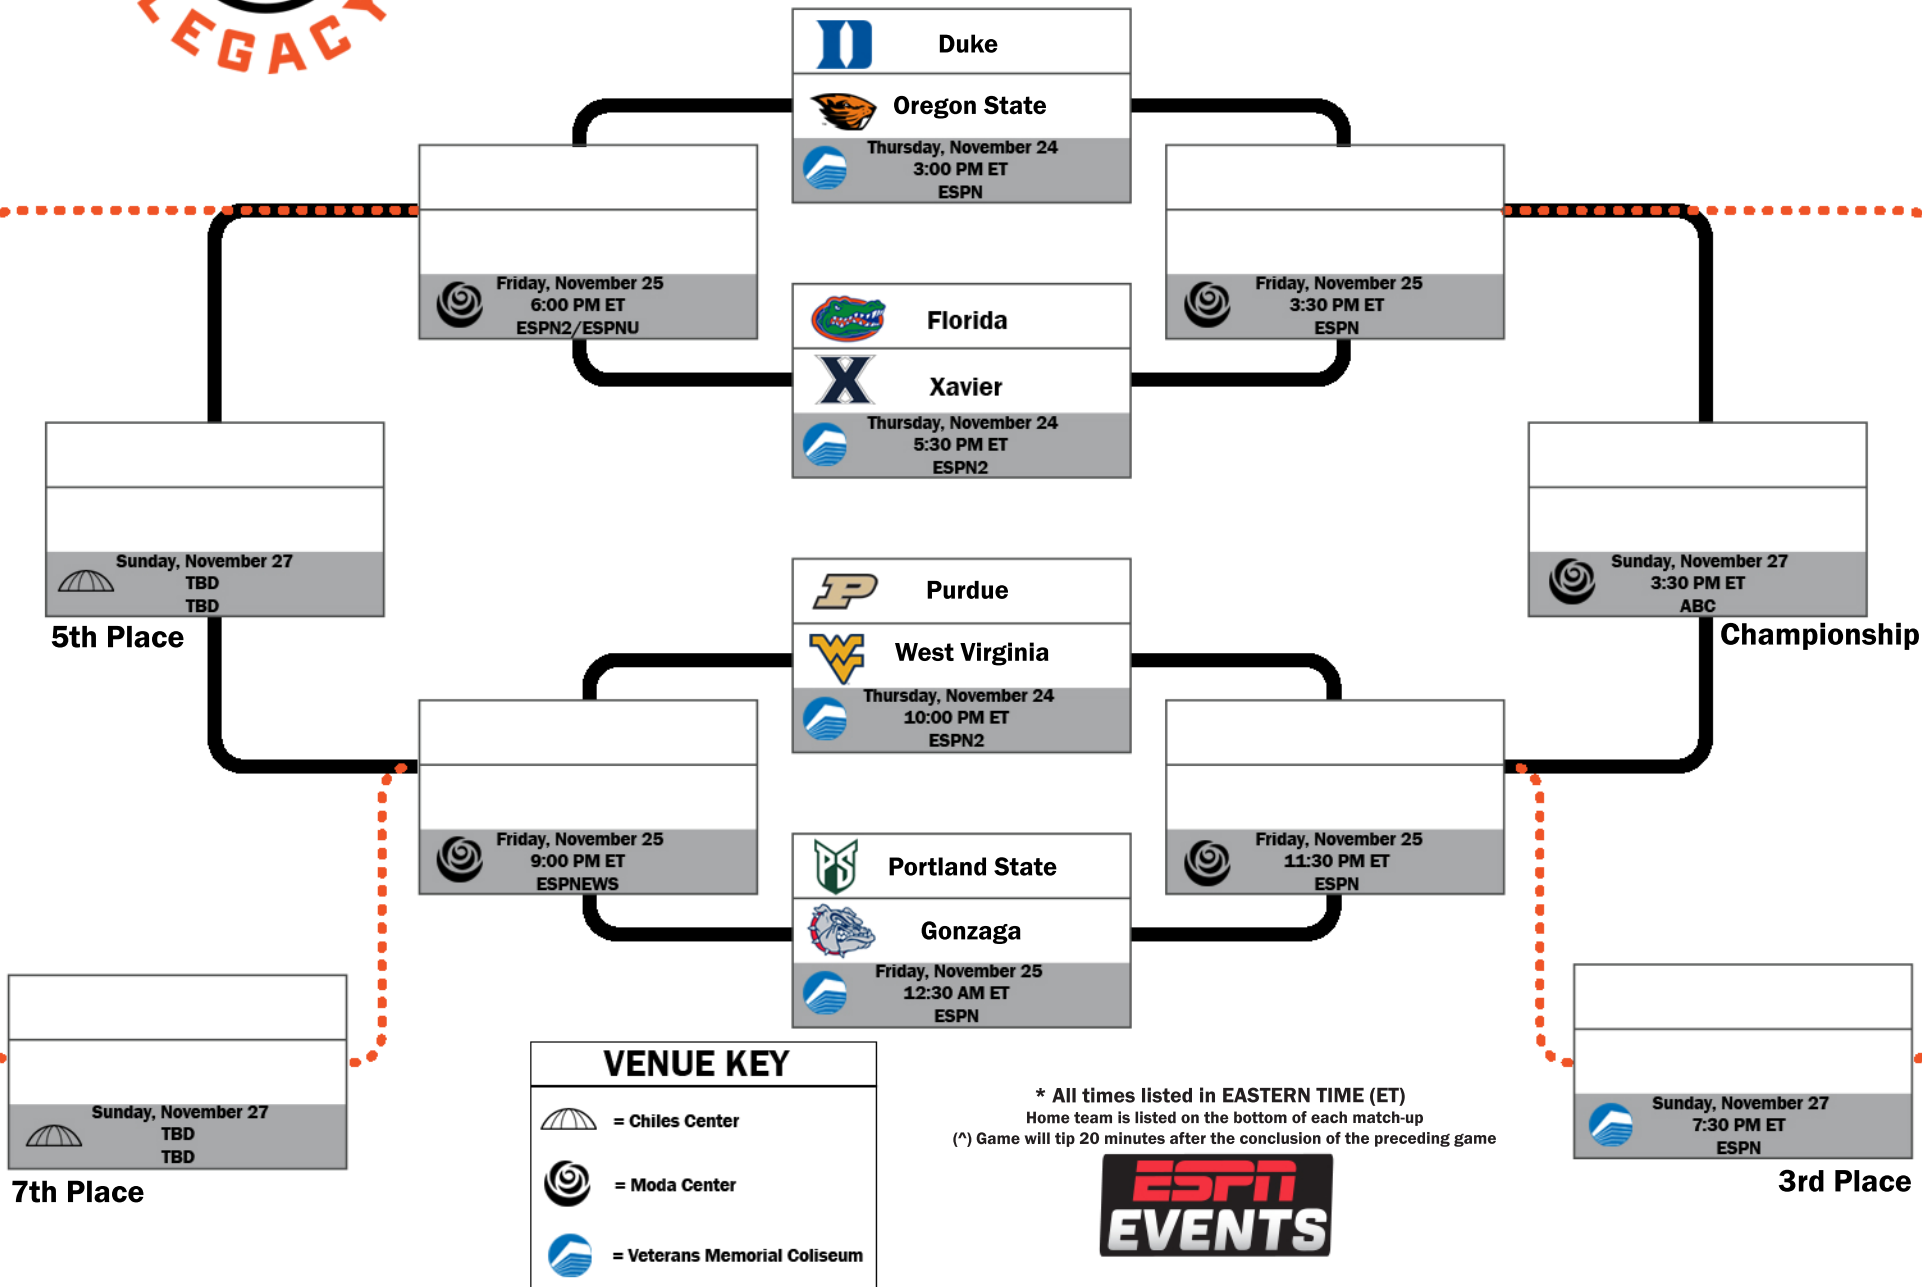 LEGACY
Duke
Oregon State
Thursday, November 24
3:00 PM ET
ESPN
Friday, November 25
6:00 PM ET
ESPN2/ESPNU
Friday, November 25
3:30 PM ET
ESPN
Florida
Xavier
Thursday, November 24
5:30 PM ET
ESPN2
Sunday, November 27
TBD
TBD
5th Place
Sunday, November 27
3:30 PM ET
ABC
Championship
Purdue
West Virginia
Thursday, November 24
10:00 PM ET
ESPN2
Friday, November 25
9:00 PM ET
ESPNEWS
Friday, November 25
11:30 PM ET
ESPN
PS
Portland State
Gonzaga
Friday, November 25
12:30 AM ET
ESPN
Sunday, November 27
TBD
TBD
7th Place
Sunday, November 27
7:30 PM ET
ESPN
3rd Place
VENUE KEY
= Chiles Center
= Moda Center
= Veterans Memorial Coliseum
* All times listed in EASTERN TIME (ET)
Home team is listed on the bottom of each match-up
(^) Game will tip 20 minutes after the conclusion of the preceding game
ESPN
EVENTS